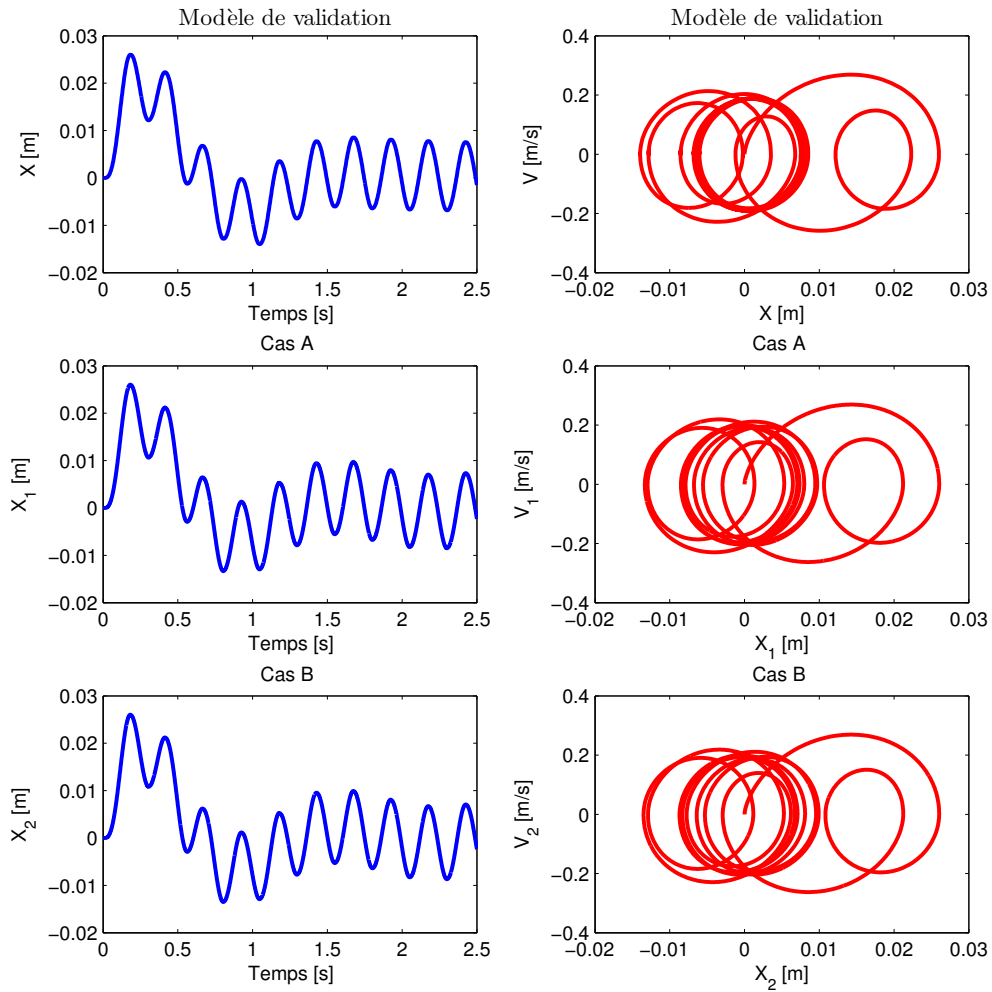 Modèle de validation
0.03
0.02
0.01
0
−0.01
−0.02
X [m]
0 0.5 1 1.5 2 2.5
Temps [s]
Modèle de validation
0.4
0.2
0
−0.2
−0.4
V [m/s]
−0.02 −0.01 0 0.01 0.02 0.03
X [m]
Cas A
0.03
0.02
0.01
0
−0.01
−0.02
X₁ [m]
0 0.5 1 1.5 2 2.5
Temps [s]
Cas A
0.4
0.2
0
−0.2
−0.4
V₁ [m/s]
−0.02 −0.01 0 0.01 0.02 0.03
X₁ [m]
Cas B
0.03
0.02
0.01
0
−0.01
−0.02
X₂ [m]
0 0.5 1 1.5 2 2.5
Temps [s]
Cas B
0.4
0.2
0
−0.2
−0.4
V₂ [m/s]
−0.02 −0.01 0 0.01 0.02 0.03
X₂ [m]